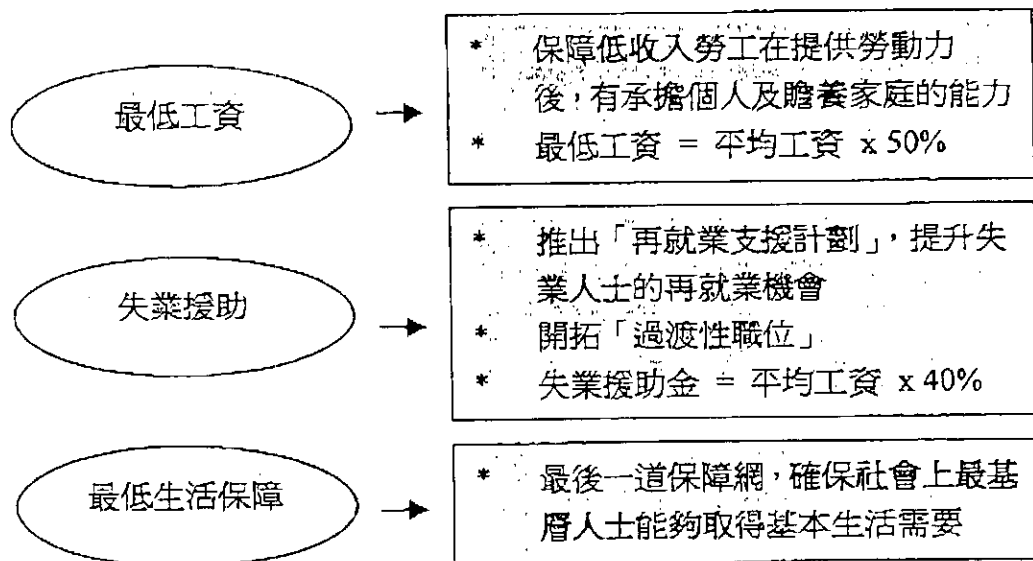 最低工資
* 保障低收入勞工在提供勞動力
後，有承擔個人及贍養家庭的能力
* 最低工資 = 平均工資 x 50%
失業援助
* 推出「再就業支援計劃」，提升失
業人士的再就業機會
* 開拓「過渡性職位」
* 失業援助金 = 平均工資 x 40%
最低生活保障
* 最後一道保障網，確保社會上最基
層人士能夠取得基本生活需要